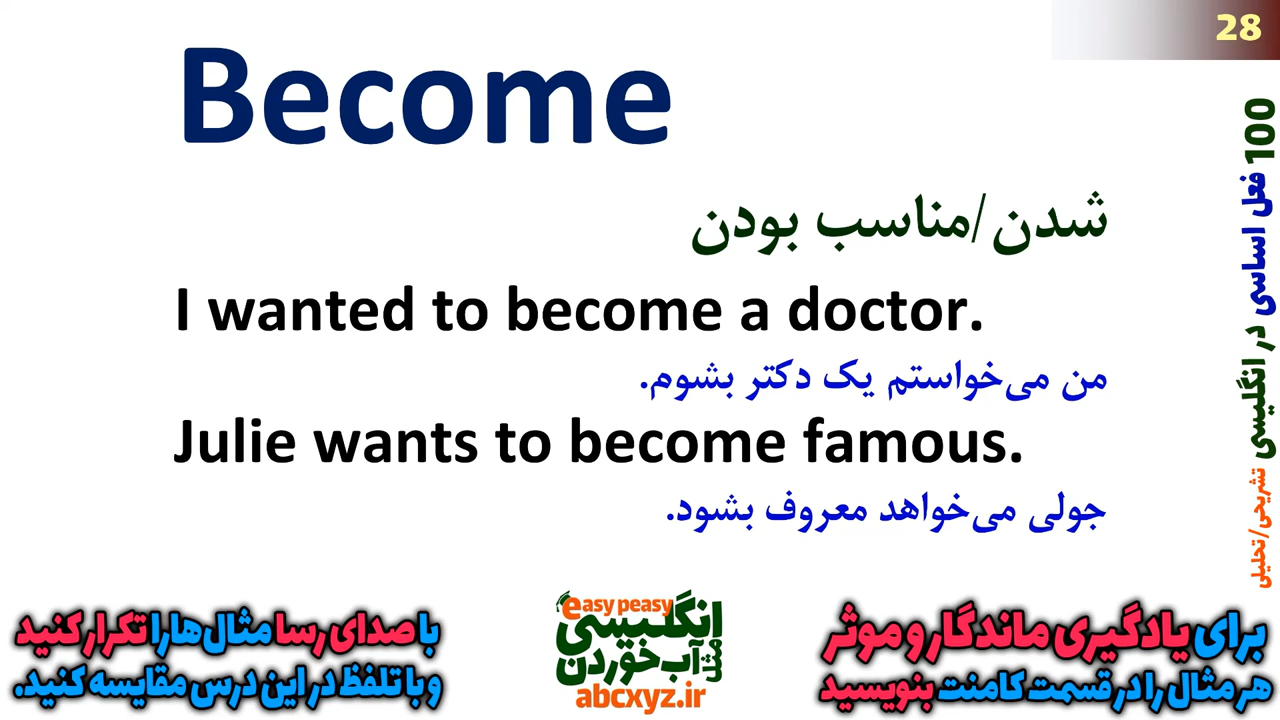 28
Become
شدن/مناسب بودن
I wanted to become a doctor.
من می‌خواستم یک دکتر بشوم.
Julie wants to become famous.
جولی می‌خواهد معروف بشود.
100 فعل اساسی در انگلیسی تشریحی/تحلیلی
برای یادگیری ماندگار و موثر
هر مثال را در قسمت کامنت بنویسید
easy peasy
انگلیسی
مثل
آب خوردن
abcxyz.ir
با صدای رسا مثال‌ها را تکرار کنید
و با تلفظ در این درس مقایسه کنید.